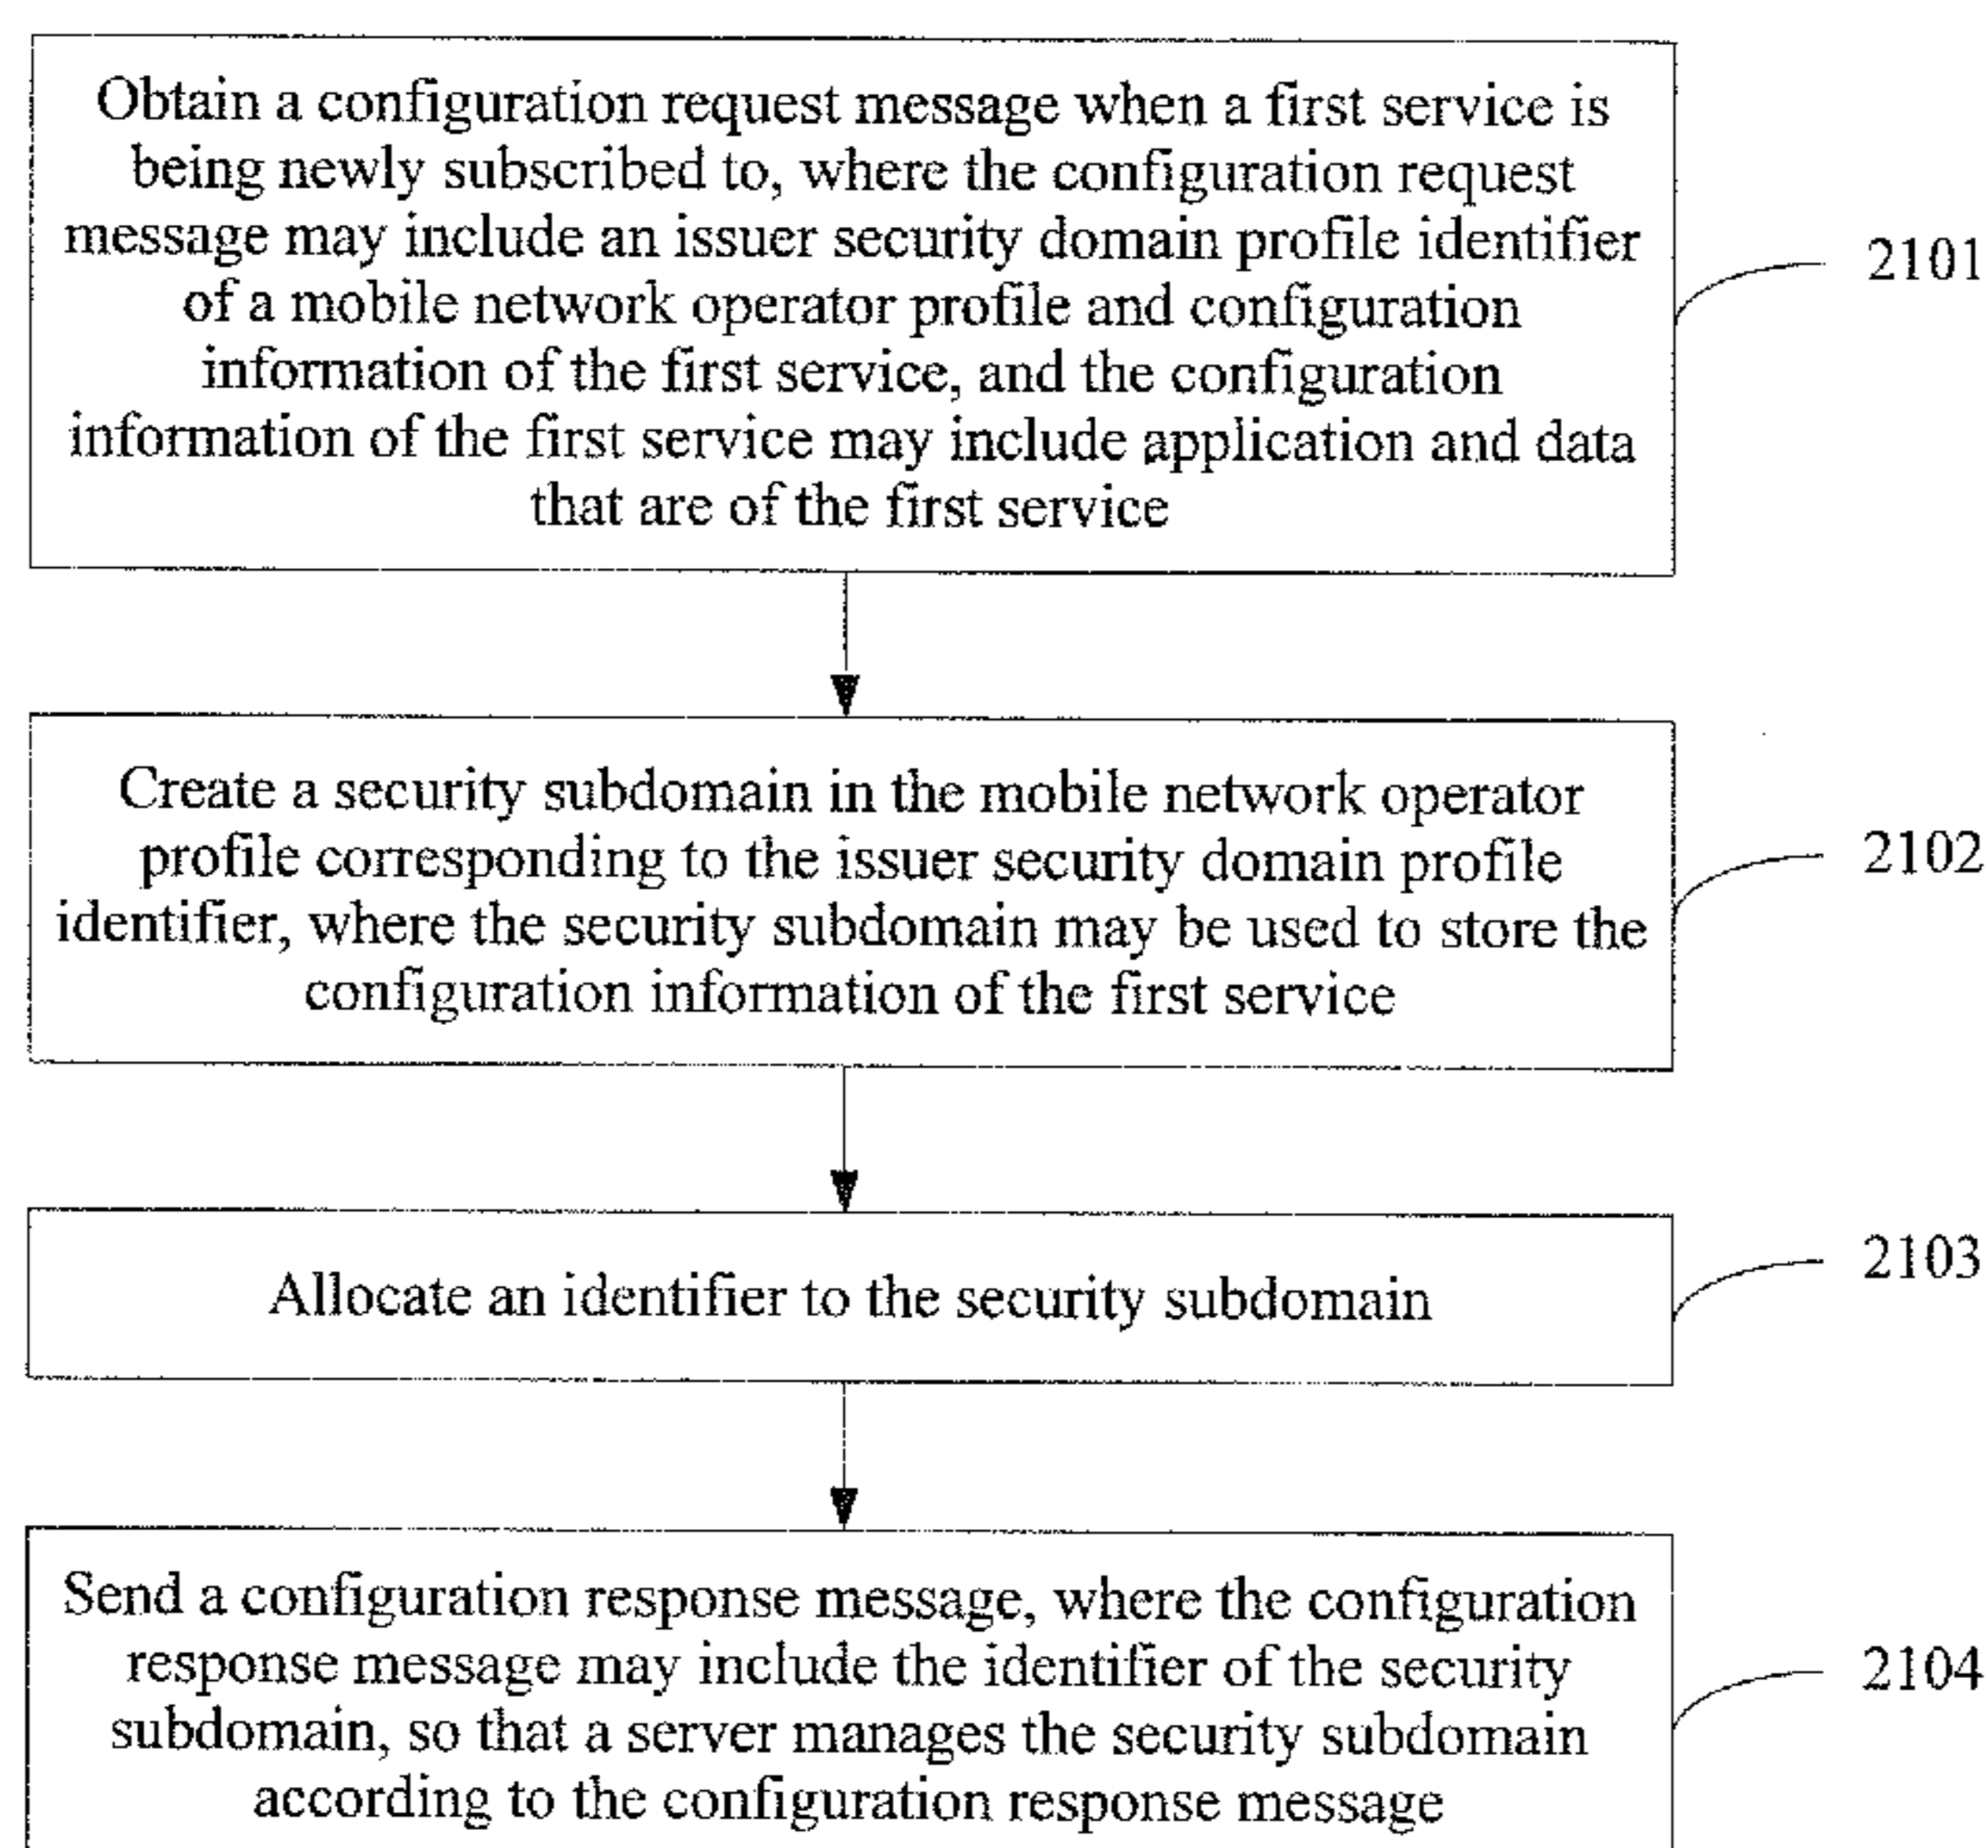 Obtain a configuration request message when a first service is
being newly subscribed to, where the configuration request
message may include an issuer security domain profile identifier
of a mobile network operator profile and configuration
information of the first service, and the configuration
information of the first service may include application and data
that are of the first service
2101
Create a security subdomain in the mobile network operator
profile corresponding to the issuer security domain profile
identifier, where the security subdomain may be used to store the
configuration information of the first service
2102
Allocate an identifier to the security subdomain
2103
Send a configuration response message, where the configuration
response message may include the identifier of the security
subdomain, so that a server manages the security subdomain
according to the configuration response message
2104